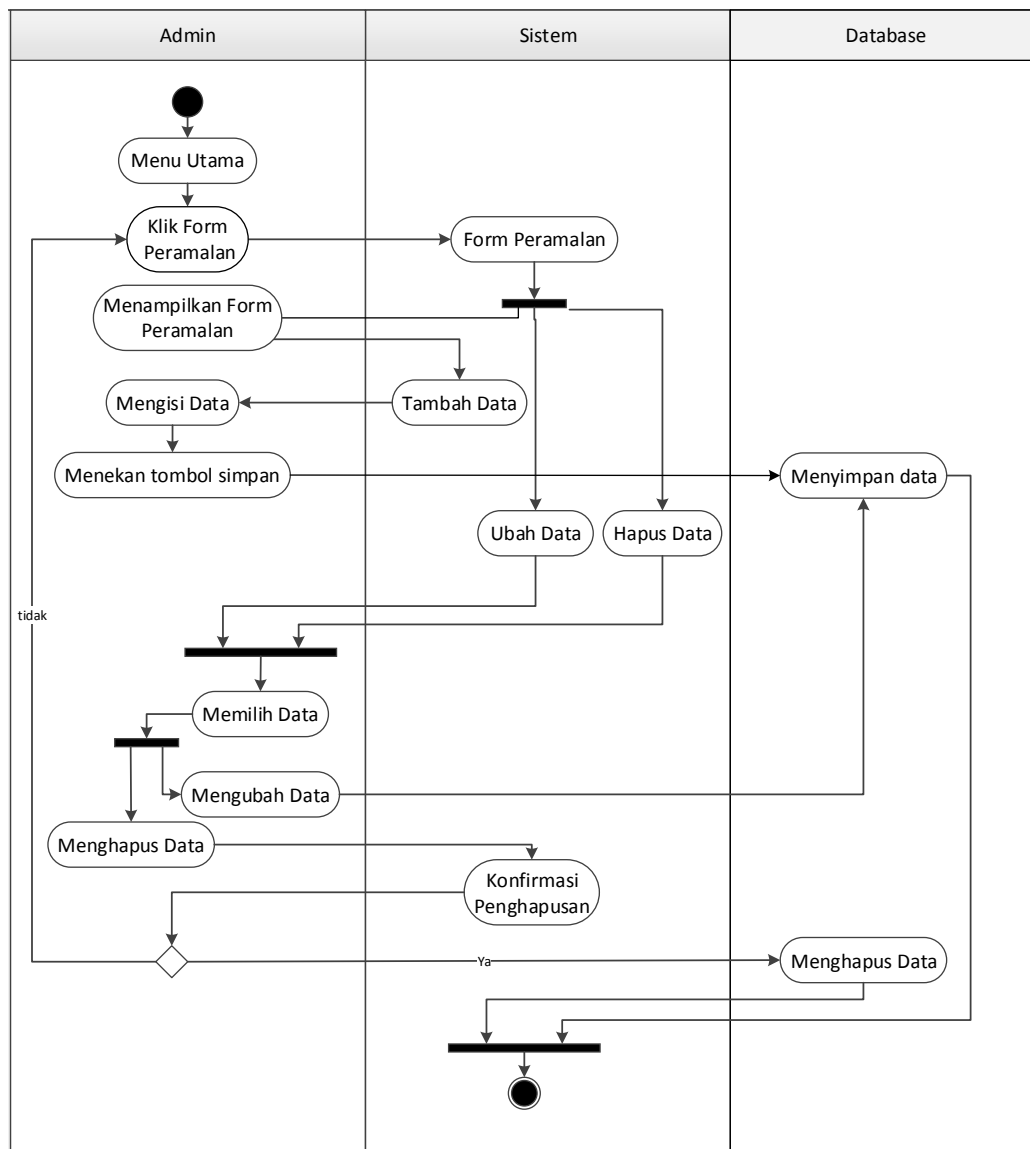 Admin
Sistem
Database
Menu Utama
Klik Form
Peramalan
Form Peramalan
Menampilkan Form
Peramalan
Mengisi Data
Tambah Data
Menekan tombol simpan
Menyimpan data
Ubah Data
Hapus Data
tidak
Memilih Data
Mengubah Data
Menghapus Data
Konfirmasi
Penghapusan
Ya
Menghapus Data